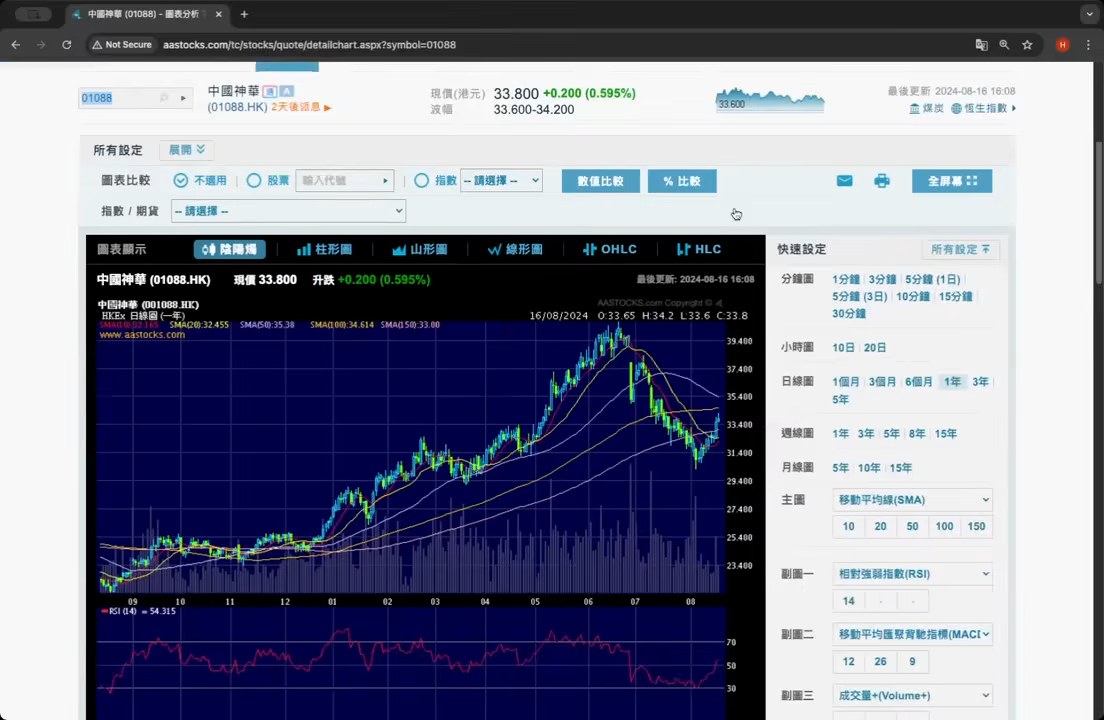 中國神華 (01088) - 圖表分析
Not Secure
aastocks.com/tc/stocks/quote/detailchart.aspx?symbol=01088
H
01088
中國神華 通 A
(01088.HK) 2天後派息
現價(港元) 33.800 +0.200 (0.595%)
波幅 33.600-34.200
33.600
最後更新 2024-08-16 16:08
煤炭 恆生指數
所有設定 展開
圖表比較 不適用 股票 輸入代號 指數 -- 請選擇 -- 數值比較 % 比較 全屏幕
指數 / 期貨 -- 請選擇 --
圖表顯示 陰陽燭 柱形圖 山形圖 線形圖 OHLC HLC
中國神華 (01088.HK) 現價 33.800 升跌 +0.200 (0.595%) 最後更新: 2024-08-16 16:08
中國神華 (001088.HK) AASTOCKS.com Copyright ©
HKEx 日線圖 (一年) 16/08/2024 O:33.65 H:34.2 L:33.6 C:33.8
SMA(10):32.165 SMA(20):32.455 SMA(50):35.38 SMA(100):34.614 SMA(150):33.00
www.aastocks.com
39.400
37.400
35.400
33.400
31.400
29.400
27.400
25.400
23.400
09 10 11 12 01 02 03 04 05 06 07 08
RSI (14) = 54.315
70
50
30
快速設定 所有設定
分鐘圖 1分鐘 3分鐘 5分鐘 (1日)
5分鐘 (3日) 10分鐘 15分鐘
30分鐘
小時圖 10日 20日
日線圖 1個月 3個月 6個月 1年 3年
5年
週線圖 1年 3年 5年 8年 15年
月線圖 5年 10年 15年
主圖 移動平均線(SMA)
10 20 50 100 150
副圖一 相對強弱指數(RSI)
14 - -
副圖二 移動平均匯聚背馳指標(MAC
12 26 9
副圖三 成交量+(Volume+)